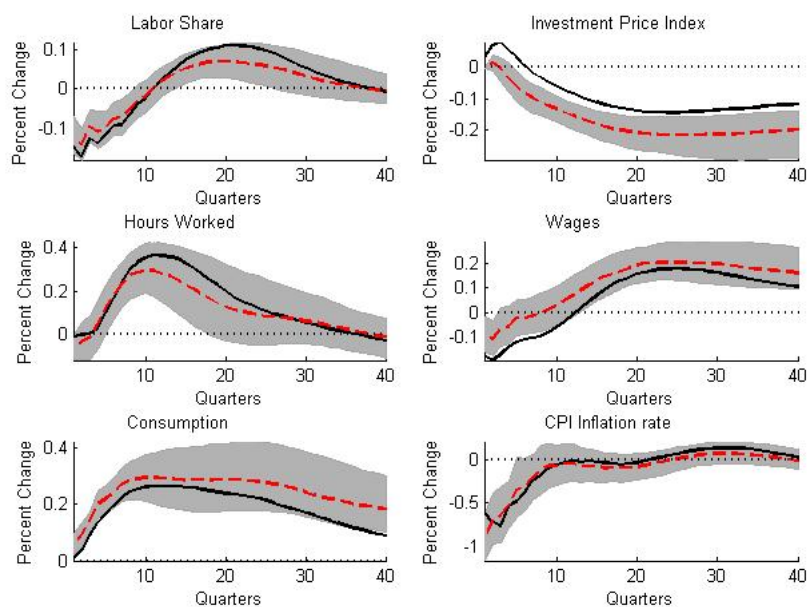 Labor Share
Percent Change
0.1
0
-0.1
10 20 30 40
Quarters
Investment Price Index
Percent Change
0
-0.1
-0.2
10 20 30 40
Quarters
Hours Worked
Percent Change
0.4
0.2
0
10 20 30 40
Quarters
Wages
Percent Change
0.2
0.1
0
-0.1
10 20 30 40
Quarters
Consumption
Percent Change
0.4
0.2
0
10 20 30 40
Quarters
CPI Inflation rate
Percent Change
0
-0.5
-1
10 20 30 40
Quarters